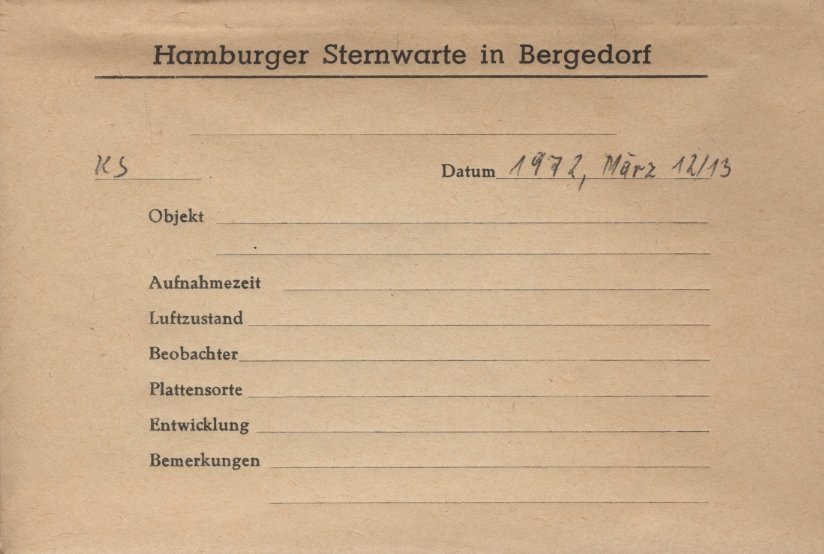 Hamburger Sternwarte in Bergedorf
KS
Datum 1972, März 12/13
Objekt
Aufnahmezeit
Luftzustand
Beobachter
Plattensorte
Entwicklung
Bemerkungen